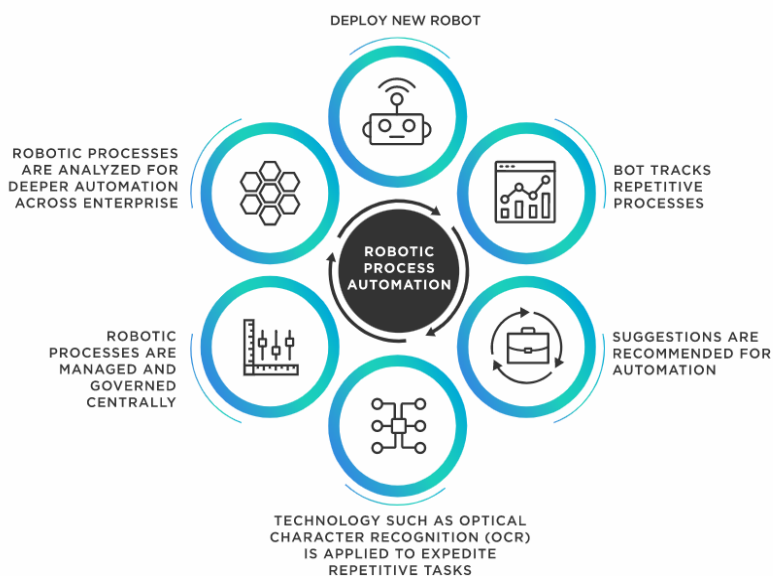 DEPLOY NEW ROBOT
BOT TRACKS
REPETITIVE
PROCESSES
SUGGESTIONS ARE
RECOMMENDED FOR
AUTOMATION
TECHNOLOGY SUCH AS OPTICAL
CHARACTER RECOGNITION (OCR)
IS APPLIED TO EXPEDITE
REPETITIVE TASKS
ROBOTIC
PROCESSES ARE
MANAGED AND
GOVERNED
CENTRALLY
ROBOTIC PROCESSES
ARE ANALYZED FOR
DEEPER AUTOMATION
ACROSS ENTERPRISE
ROBOTIC
PROCESS
AUTOMATION